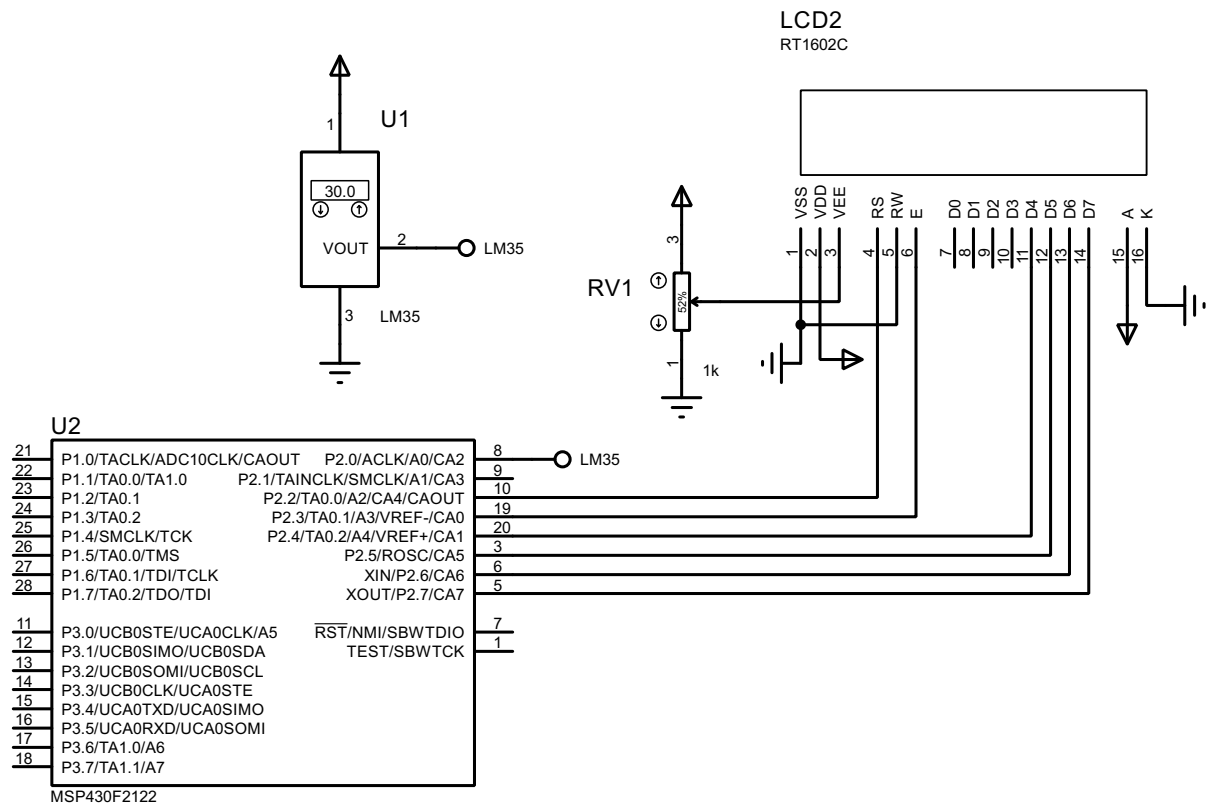 LCD2
RT1602C
1
U1
30.0
VOUT
2
LM35
3
LM35
RV1
3
52%
1
1k
VSS
VDD
VEE
RS
RW
E
D0
D1
D2
D3
D4
D5
D6
D7
A
K
1
2
3
4
5
6
7
8
9
10
11
12
13
14
15
16
U2
21 P1.0/TACLK/ADC10CLK/CAOUT P2.0/ACLK/A0/CA2 8 LM35
22 P1.1/TA0.0/TA1.0 P2.1/TAINCLK/SMCLK/A1/CA3 9
23 P1.2/TA0.1 P2.2/TA0.0/A2/CA4/CAOUT 10
24 P1.3/TA0.2 P2.3/TA0.1/A3/VREF-/CA0 19
25 P1.4/SMCLK/TCK P2.4/TA0.2/A4/VREF+/CA1 20
26 P1.5/TA0.0/TMS P2.5/ROSC/CA5 3
27 P1.6/TA0.1/TDI/TCLK XIN/P2.6/CA6 6
28 P1.7/TA0.2/TDO/TDI XOUT/P2.7/CA7 5
11 P3.0/UCB0STE/UCA0CLK/A5 RST/NMI/SBWTDIO 7
12 P3.1/UCB0SIMO/UCB0SDA TEST/SBWTCK 1
13 P3.2/UCB0SOMI/UCB0SCL
14 P3.3/UCB0CLK/UCA0STE
15 P3.4/UCA0TXD/UCA0SIMO
16 P3.5/UCA0RXD/UCA0SOMI
17 P3.6/TA1.0/A6
18 P3.7/TA1.1/A7
MSP430F2122